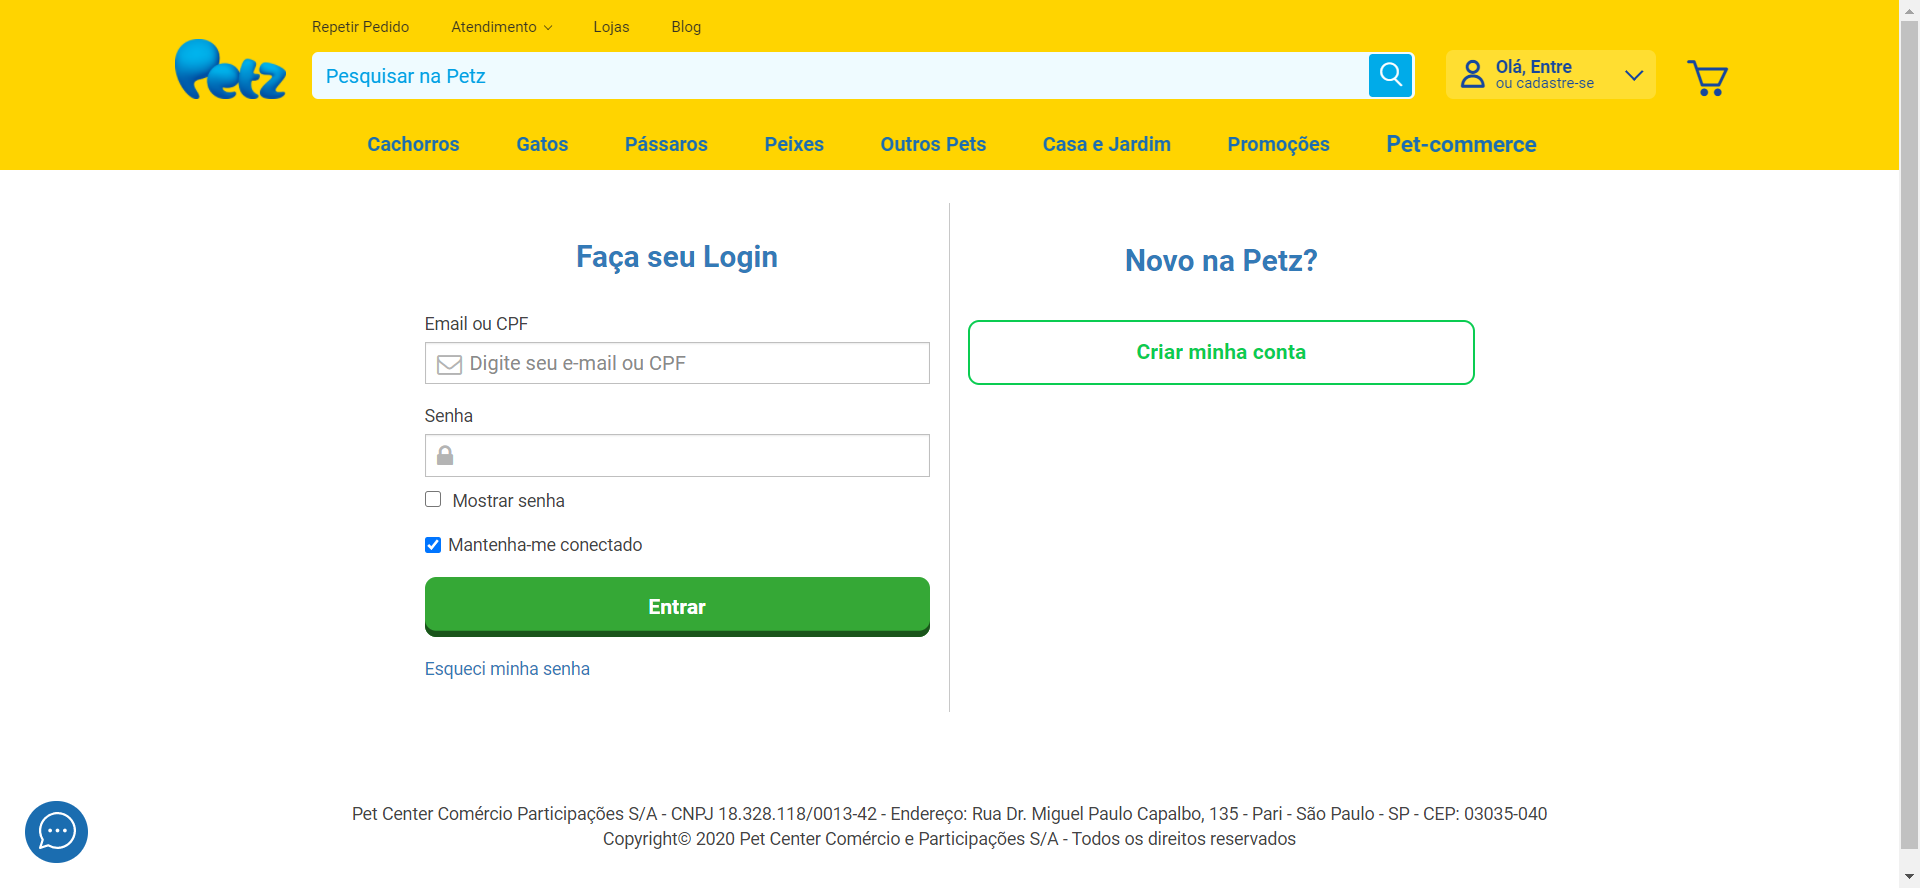 Repetir Pedido
Atendimento
Lojas
Blog
Petz
Pesquisar na Petz
Olá, Entre
ou cadastre-se
Cachorros
Gatos
Pássaros
Peixes
Outros Pets
Casa e Jardim
Promoções
Pet-commerce
Faça seu Login
Email ou CPF
Digite seu e-mail ou CPF
Senha
Mostrar senha
Mantenha-me conectado
Entrar
Esqueci minha senha
Novo na Petz?
Criar minha conta
Pet Center Comércio Participações S/A - CNPJ 18.328.118/0013-42 - Endereço: Rua Dr. Miguel Paulo Capalbo, 135 - Pari - São Paulo - SP - CEP: 03035-040
Copyright© 2020 Pet Center Comércio e Participações S/A - Todos os direitos reservados